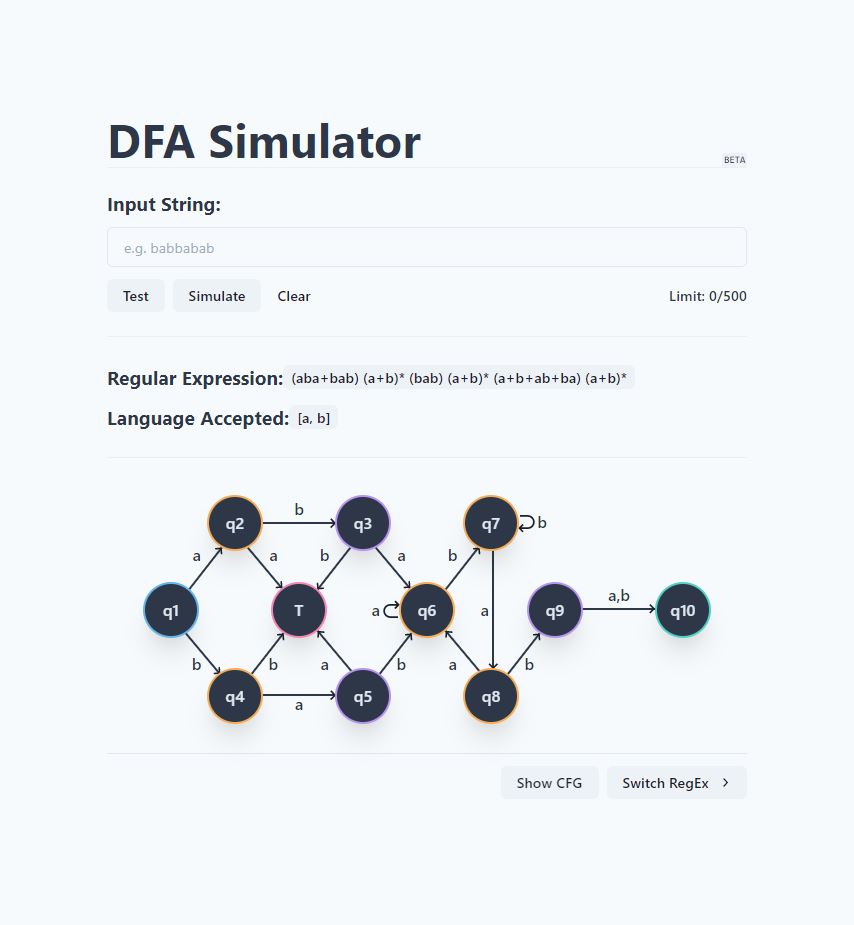 DFA Simulator
BETA
Input String:
e.g. babbabab
Test Simulate Clear Limit: 0/500
Regular Expression: (aba+bab) (a+b)* (bab) (a+b)* (a+b+ab+ba) (a+b)*
Language Accepted: [a, b]
b
q2 q3 q7 b
a a b a b
a,b
q1 T a q6 a q9 q10
b b a b a b
q4 q5 q8
a
Show CFG Switch RegEx